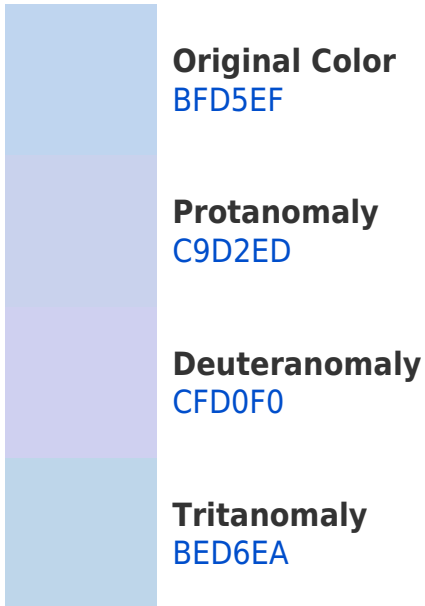 Original Color
BFD5EF
Protanomaly
C9D2ED
Deuteranomaly
CFD0F0
Tritanomaly
BED6EA